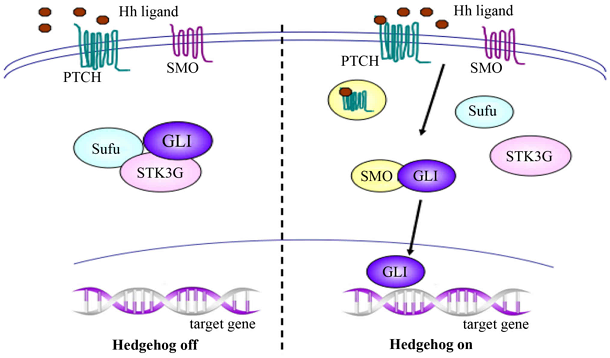 Hh ligand
PTCH
SMO
Sufu
GLI
STK3G
target gene
Hedgehog off
Hh ligand
PTCH
SMO
Sufu
STK3G
SMO
GLI
GLI
target gene
Hedgehog on